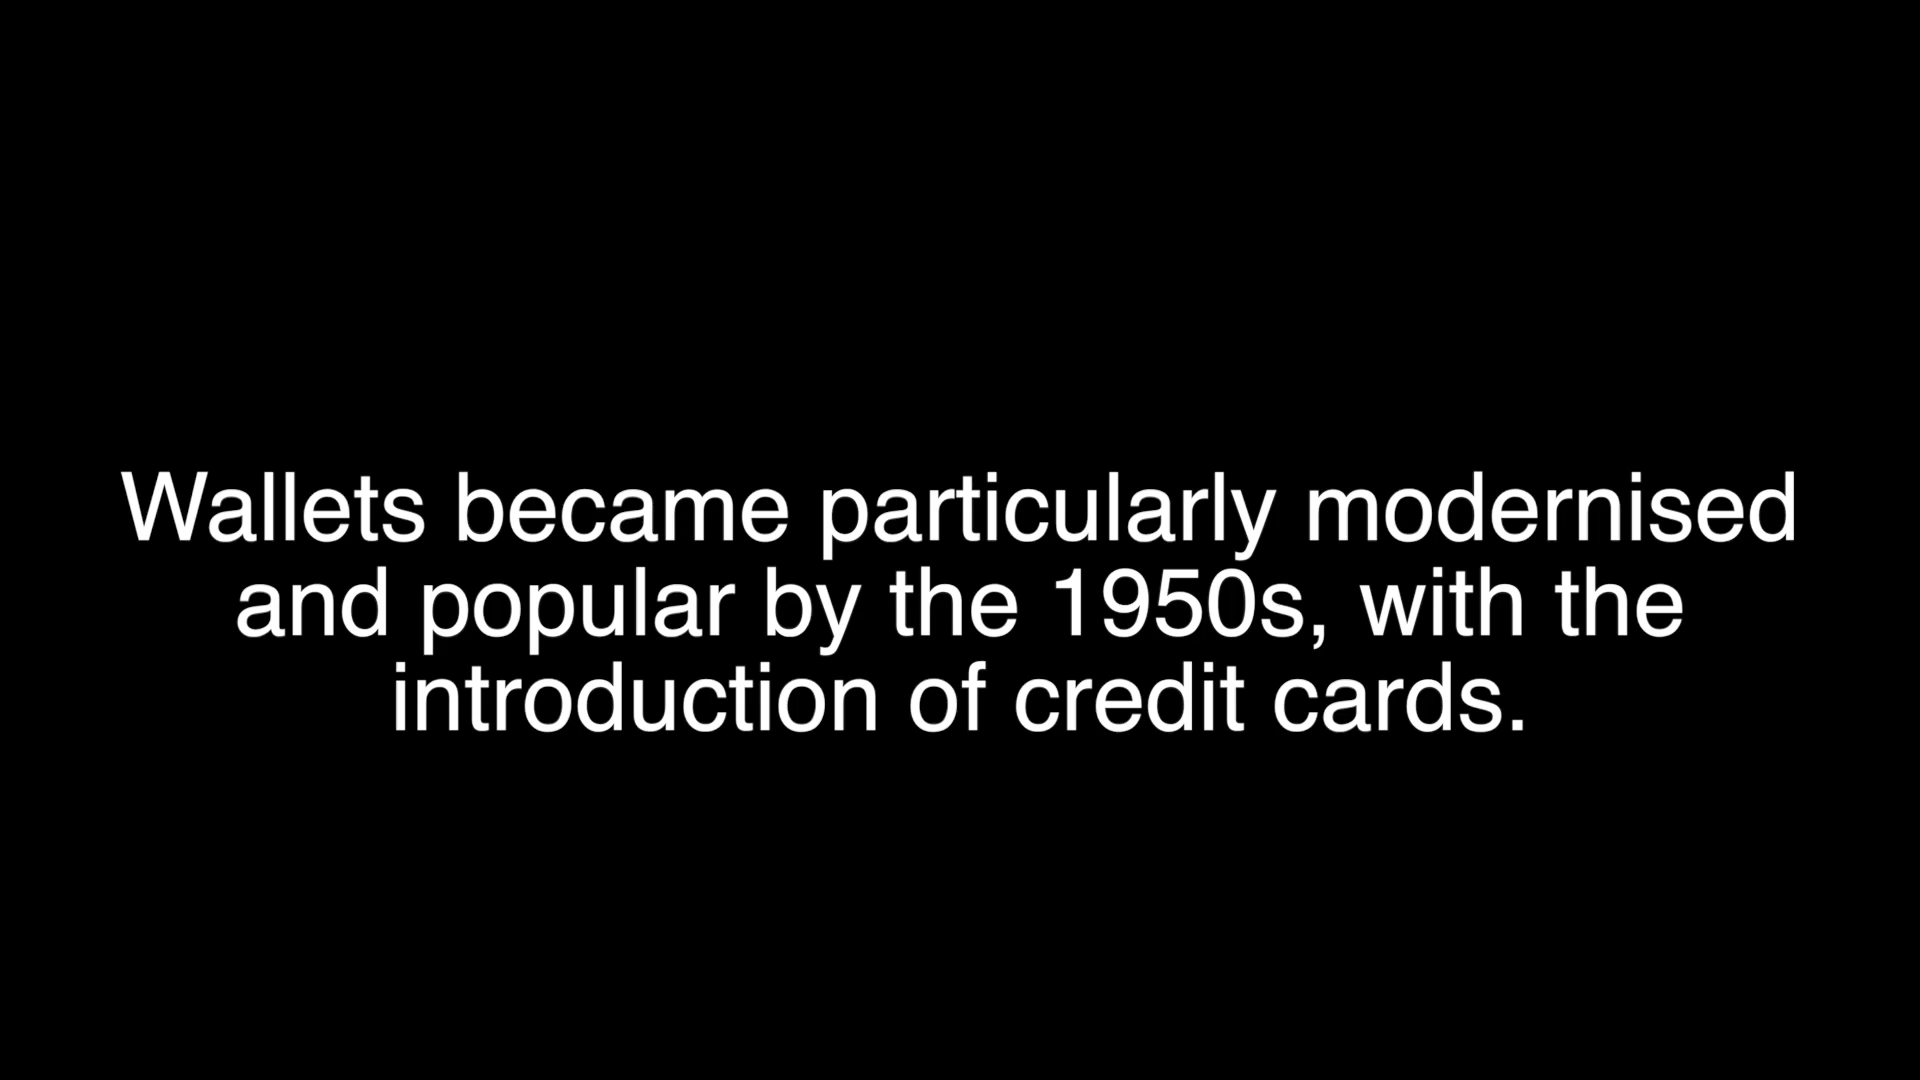 Wallets became particularly modernised
and popular by the 1950s, with the
introduction of credit cards.